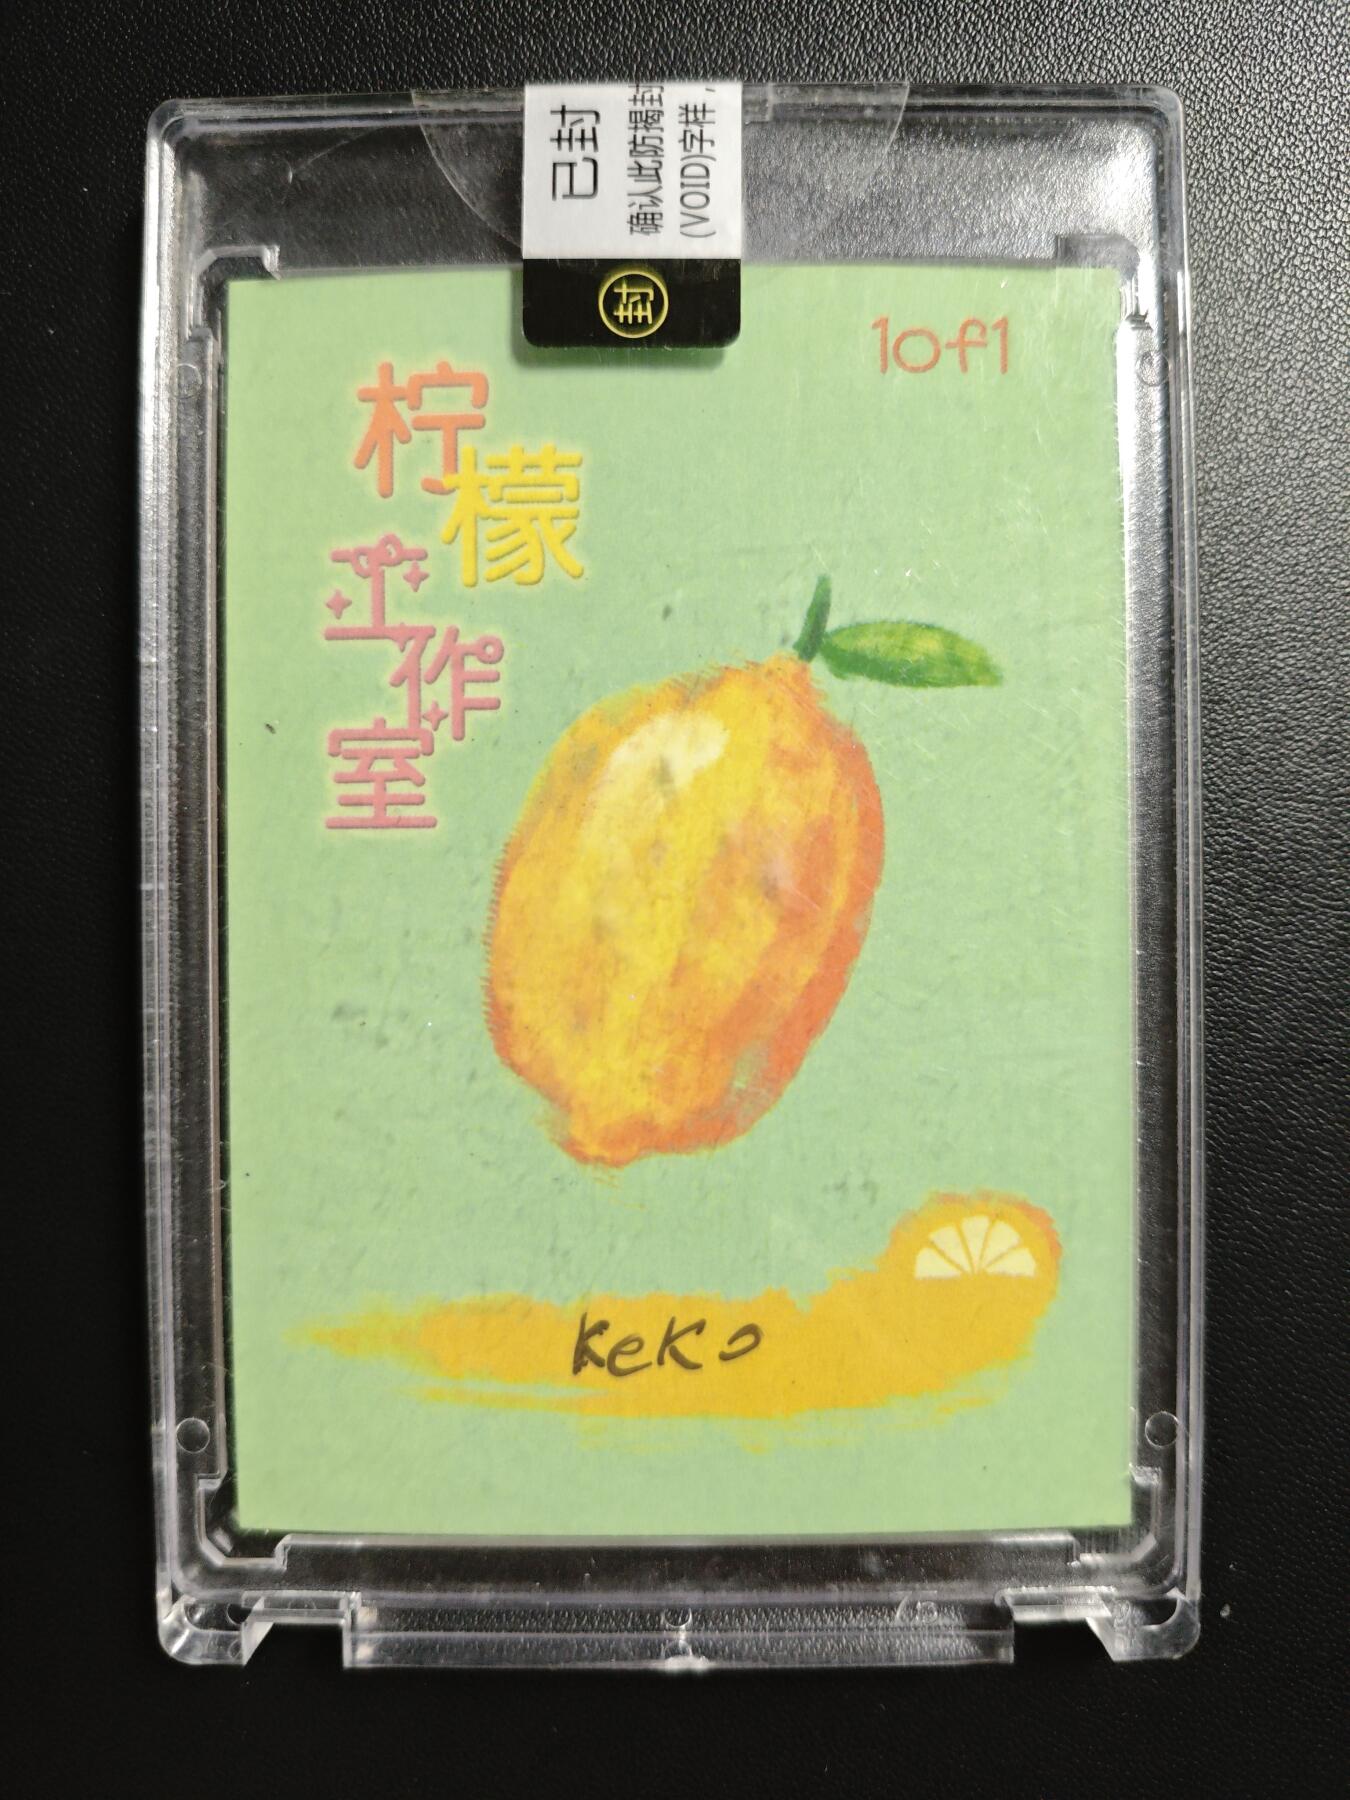 已封
确认此防揭封
(VOID)字样，
封
1of1
柠檬
工作室
KeKo